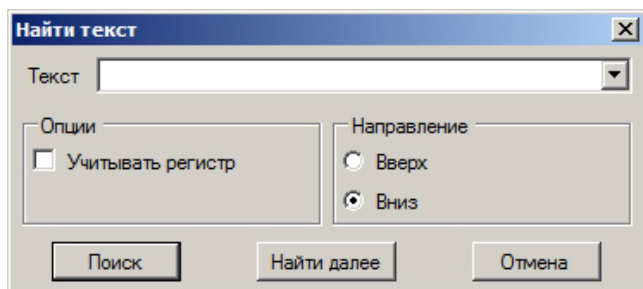 Найти текст
Текст
Опции
Направление
Учитывать регистр
Вверх
Вниз
Поиск
Найти далее
Отмена